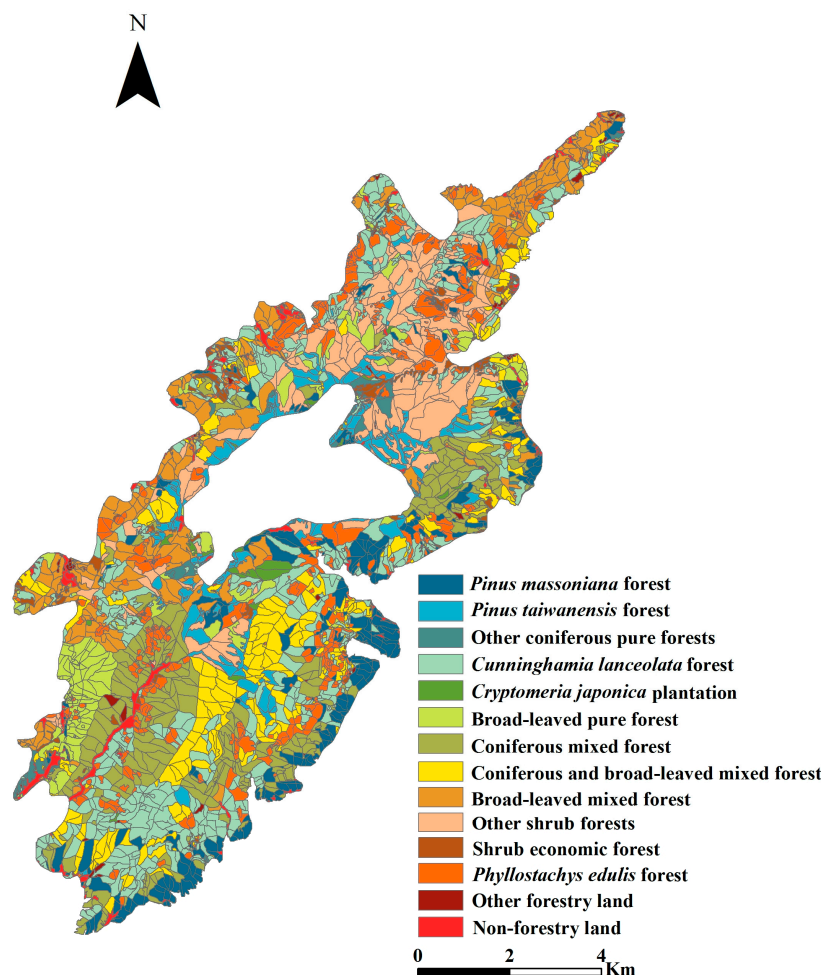 N
Pinus massoniana forest
Pinus taiwanensis forest
Other coniferous pure forests
Cunninghamia lanceolata forest
Cryptomeria japonica plantation
Broad-leaved pure forest
Coniferous mixed forest
Coniferous and broad-leaved mixed forest
Broad-leaved mixed forest
Other shrub forests
Shrub economic forest
Phyllostachys edulis forest
Other forestry land
Non-forestry land
0 2 4
Km